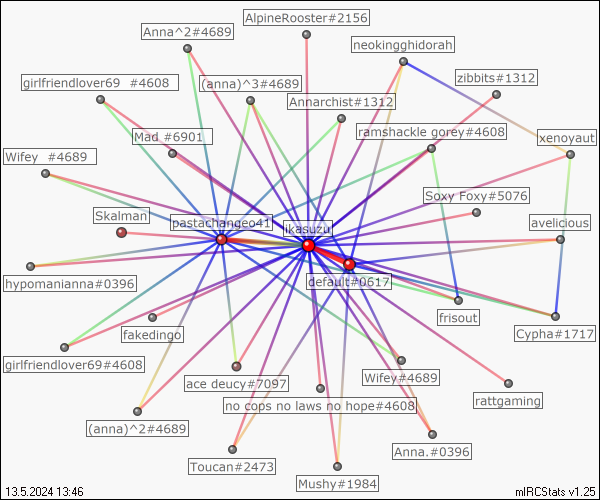 AlpineRooster#2156
Anna^2#4689
neokingghidorah
girlfriendlover69 #4608
(anna)^3#4689
zibbits#1312
Annarchist#1312
Mad #6901
ramshackle gorey#4608
xenoyaut
Wifey #4689
Soxy Foxy#5076
Skalman
pastachangeo41
ikasuzu
avelicious
hypomanianna#0396
default#0617
fakedingo
frisout
Cypha#1717
girlfriendlover69#4608
ace deucy#7097
Wifey#4689
rattgaming
no cops no laws no hope#4608
(anna)^2#4689
Anna.#0396
Toucan#2473
Mushy#1984
13.5.2024 13:46
mIRCStats v1.25